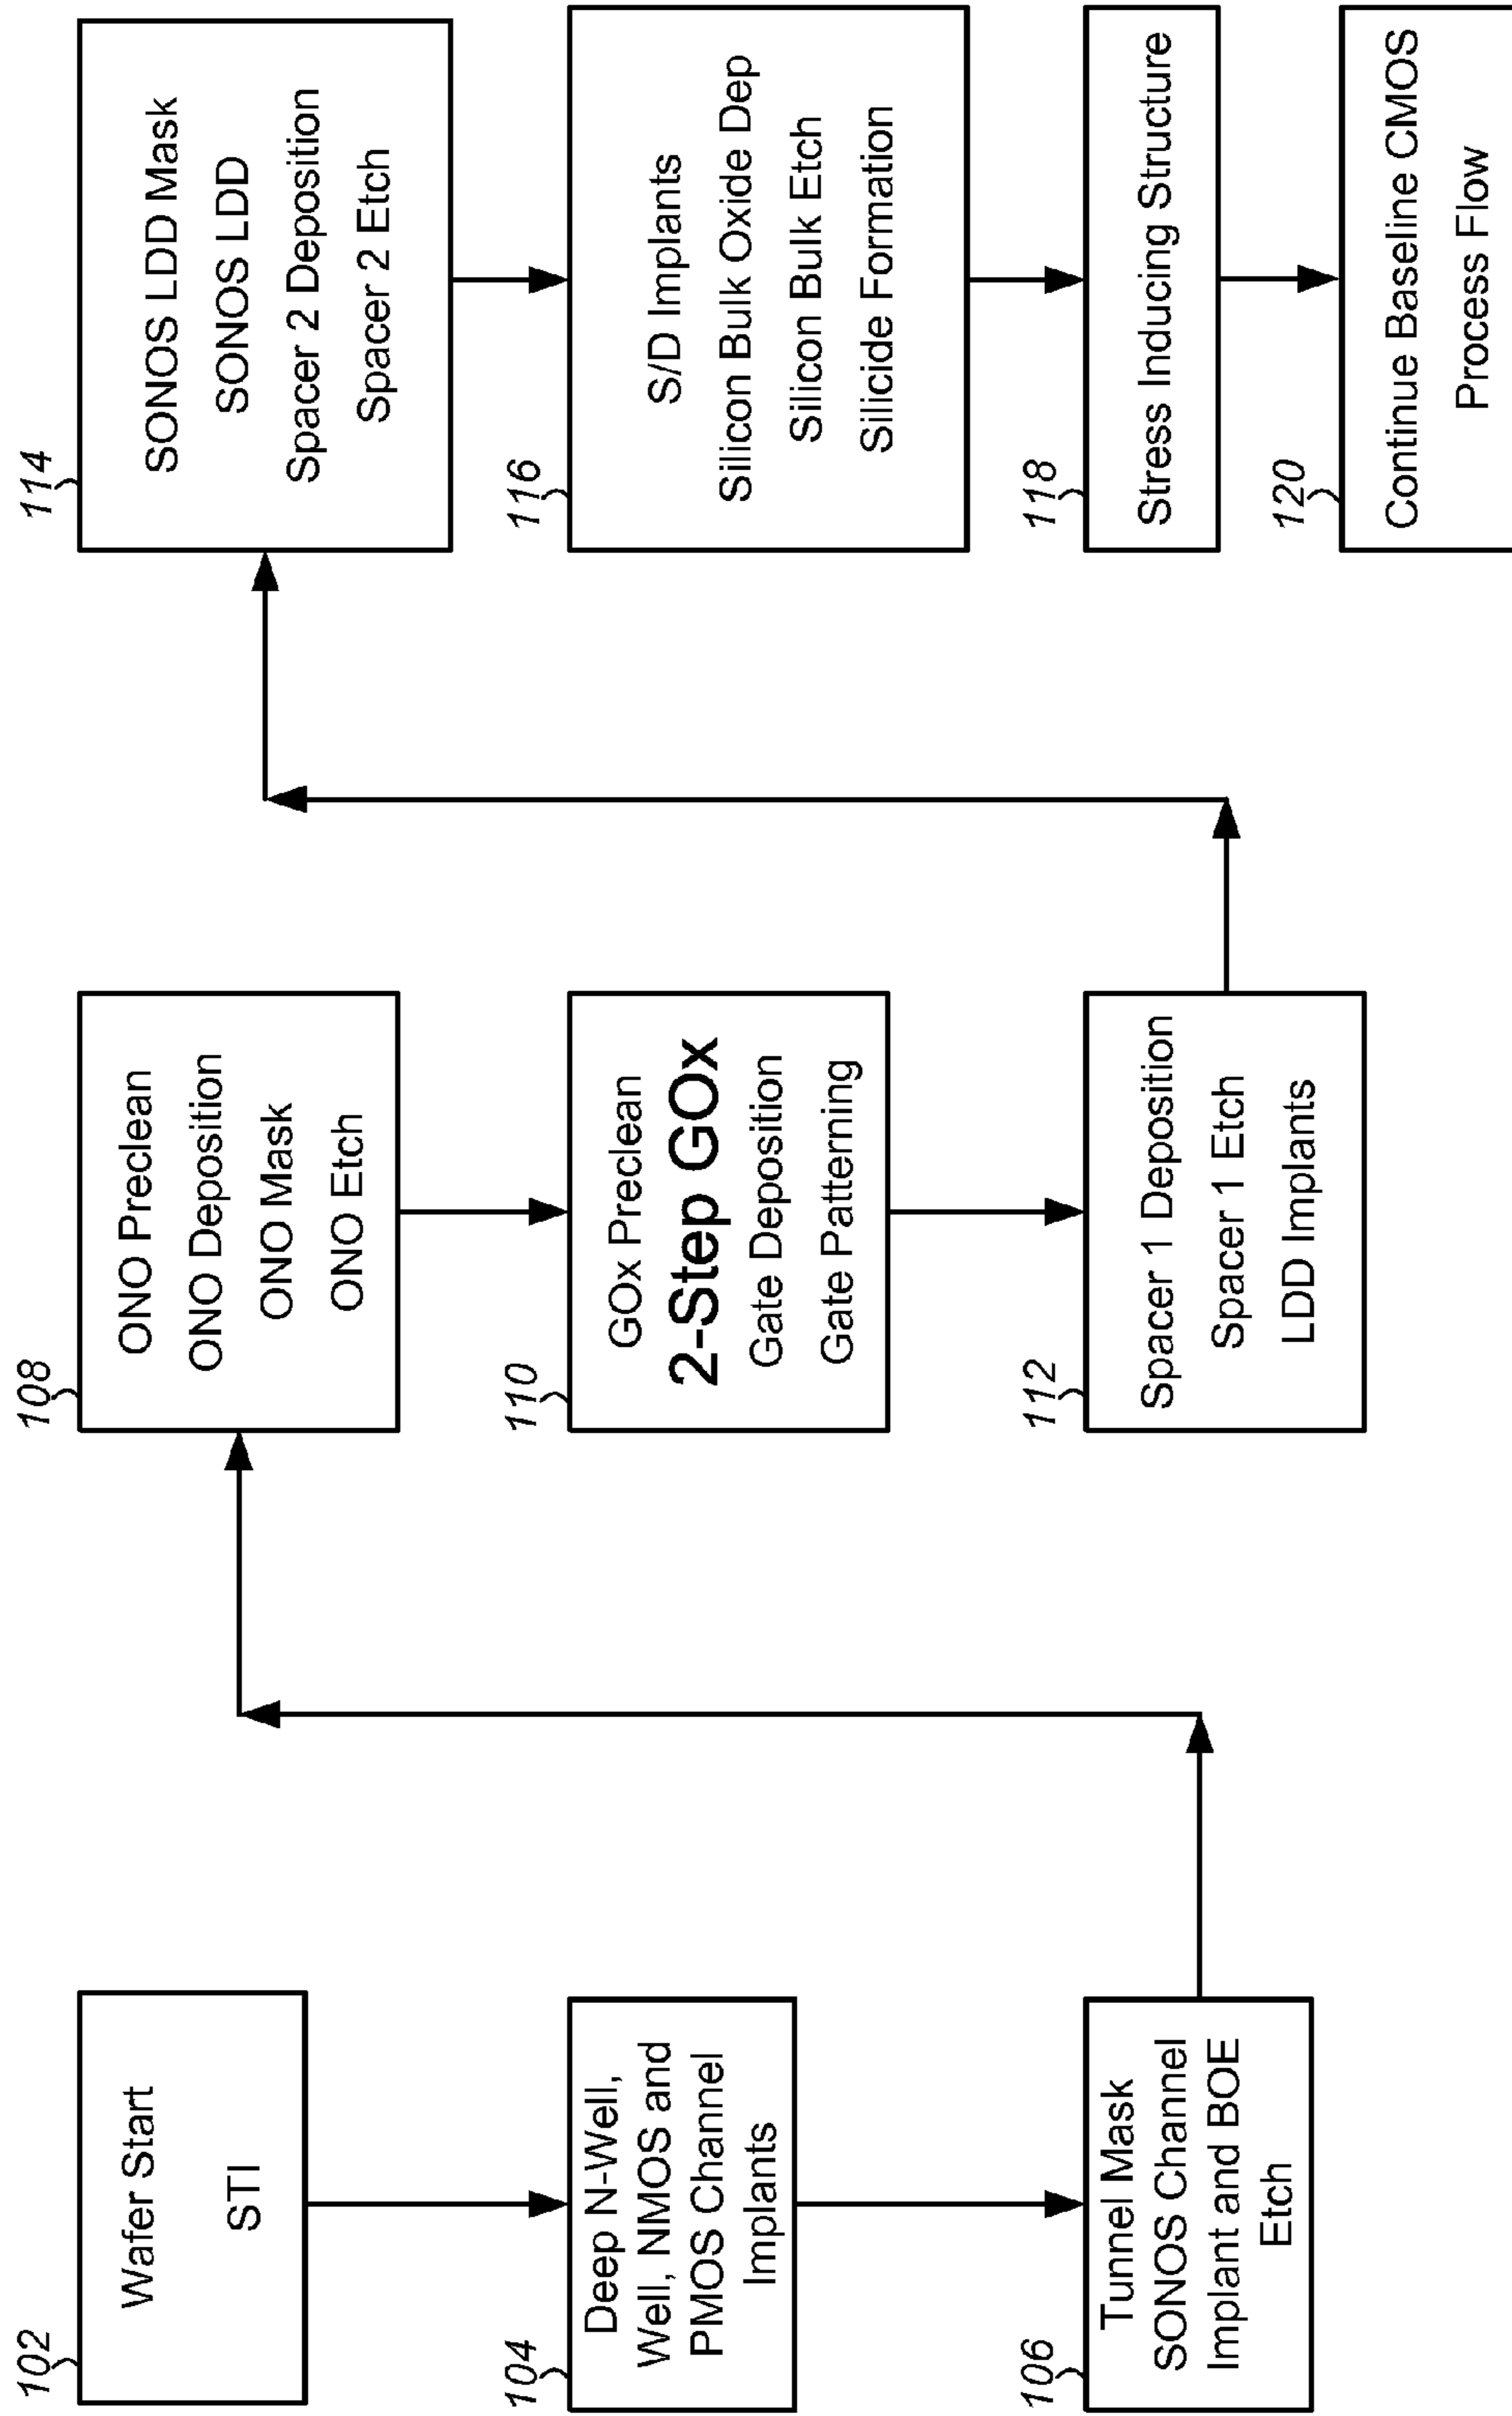 102
Wafer Start
STI
104
Deep N-Well,
Well, NMOS and
PMOS Channel
Implants
106
Tunnel Mask
SONOS Channel
Implant and BOE
Etch
108
ONO Preclean
ONO Deposition
ONO Mask
ONO Etch
110
GOx Preclean
2-Step GOx
Gate Deposition
Gate Patterning
112
Spacer 1 Deposition
Spacer 1 Etch
LDD Implants
114
SONOS LDD Mask
SONOS LDD
Spacer 2 Deposition
Spacer 2 Etch
116
S/D Implants
Silicon Bulk Oxide Dep
Silicon Bulk Etch
Silicide Formation
118
Stress Inducing Structure
120
Continue Baseline CMOS
Process Flow